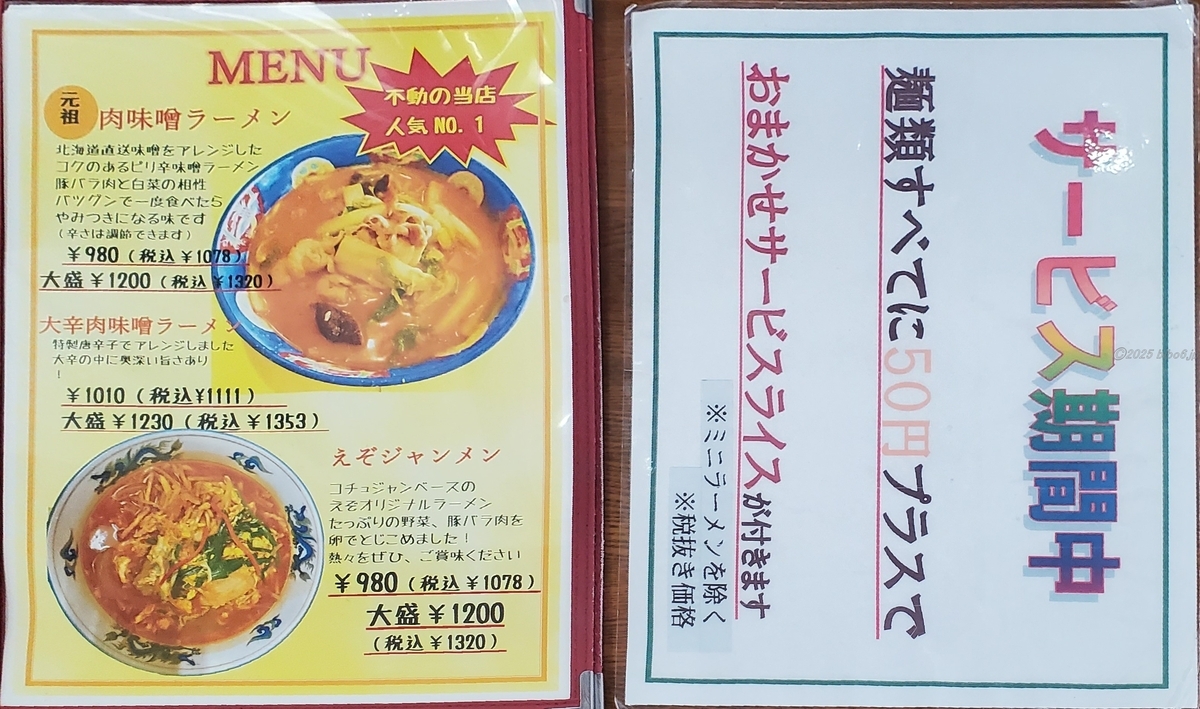 MENU
不動の当店
人気NO.1
元祖
肉味噌ラーメン
北海道直送味噌をアレンジした
コクのあるピリ辛味噌ラーメン
豚バラ肉と白菜の相性
バツグンで一度食べたら
やみつきになる味です
(辛さは調節できます)
¥980(税込¥1078)
大盛¥1200(税込¥1320)
大辛肉味噌ラーメン
特製唐辛子でアレンジしました
大辛の中に奥深い旨さあり
!
¥1010(税込¥1111)
大盛¥1230(税込¥1353)
えぞジャンメン
コチュジャンベースの
えぞオリジナルラーメン
たっぷりの野菜、豚バラ肉を
卵でとじこめました!
熱々をぜひ、ご賞味ください
¥980(税込¥1078)
大盛¥1200
(税込¥1320)
サービス期間中
麺類すべてに50円プラスで
おまかせサービスライスが付きます
※ミニラーメンを除く
※税抜き価格